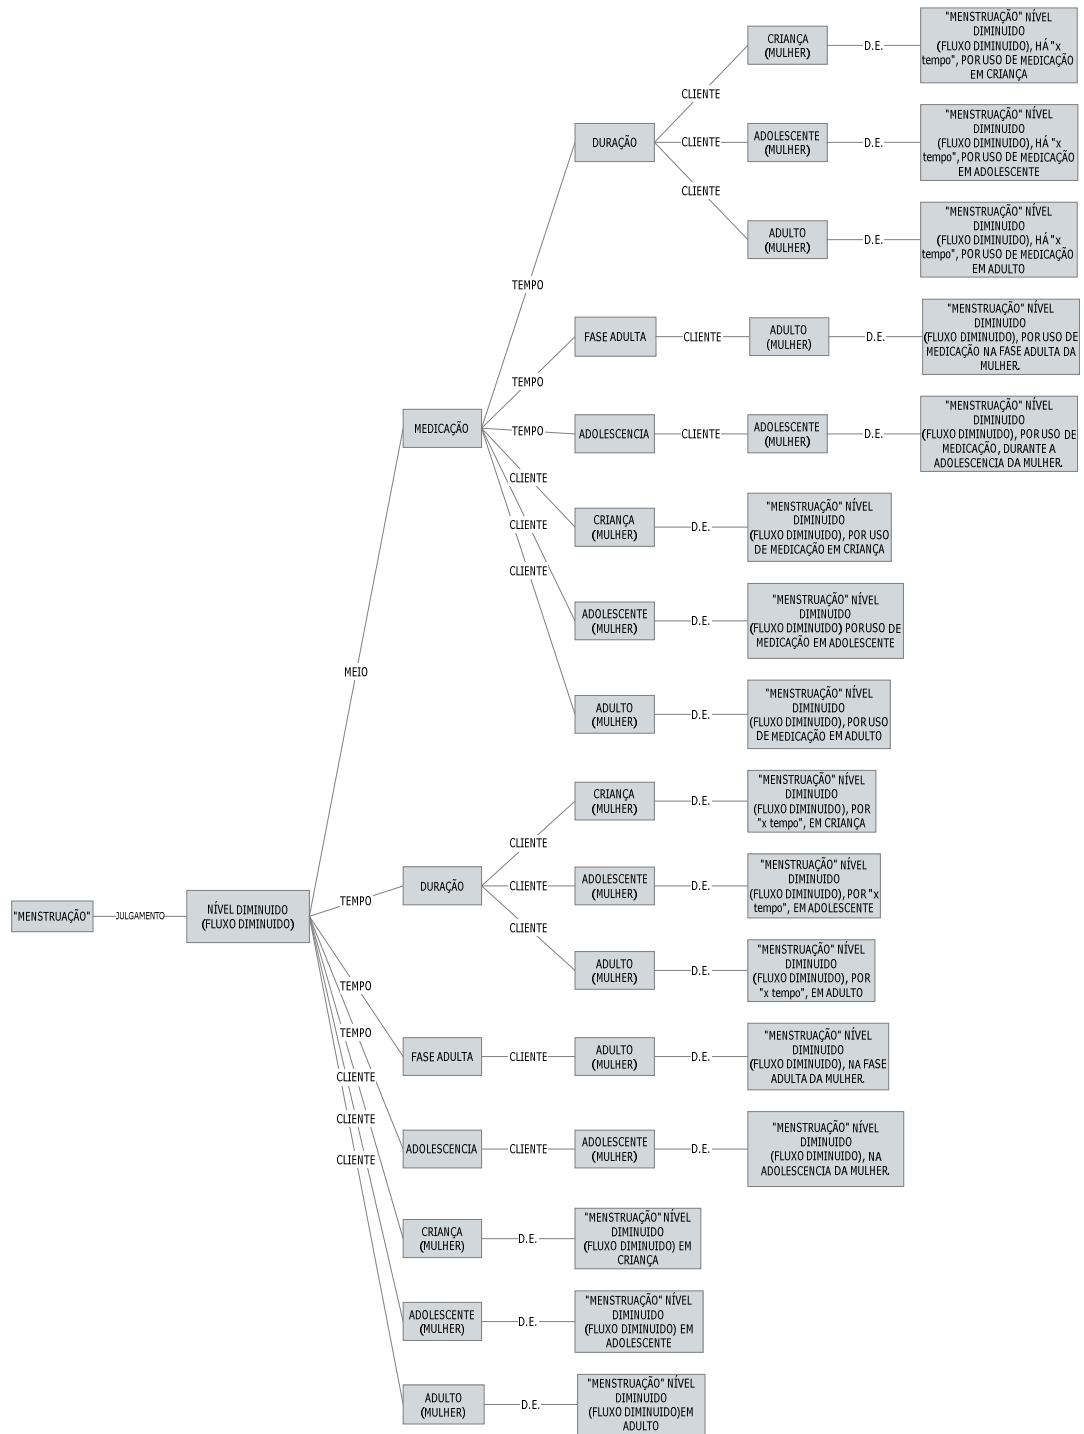 CRIANÇA
(MULHER)
D.E.
"MENSTRUAÇÃO" NÍVEL
DIMINUIDO
(FLUXO DIMINUIDO), HÁ "x
tempo", POR USO DE MEDICAÇÃO
EM CRIANÇA
CLIENTE
DURAÇÃO
CLIENTE
ADOLESCENTE
(MULHER)
D.E.
"MENSTRUAÇÃO" NÍVEL
DIMINUIDO
(FLUXO DIMINUIDO), HÁ "x
tempo", POR USO DE MEDICAÇÃO
EM ADOLESCENTE
CLIENTE
ADULTO
(MULHER)
D.E.
"MENSTRUAÇÃO" NÍVEL
DIMINUIDO
(FLUXO DIMINUIDO), HÁ "x
tempo", POR USO DE MEDICAÇÃO
EM ADULTO
TEMPO
FASE ADULTA
CLIENTE
ADULTO
(MULHER)
D.E.
"MENSTRUAÇÃO" NÍVEL
DIMINUIDO
(FLUXO DIMINUIDO), POR USO DE
MEDICAÇÃO NA FASE ADULTA DA
MULHER.
TEMPO
MEDICAÇÃO
TEMPO
ADOLESCENCIA
CLIENTE
ADOLESCENTE
(MULHER)
D.E.
"MENSTRUAÇÃO" NÍVEL
DIMINUIDO
(FLUXO DIMINUIDO), POR USO DE
MEDICAÇÃO, DURANTE A
ADOLESCENCIA DA MULHER.
CLIENTE
CRIANÇA
(MULHER)
D.E.
"MENSTRUAÇÃO" NÍVEL
DIMINUIDO
(FLUXO DIMINUIDO), POR USO
DE MEDICAÇÃO EM CRIANÇA
CLIENTE
CLIENTE
ADOLESCENTE
(MULHER)
D.E.
"MENSTRUAÇÃO" NÍVEL
DIMINUIDO
(FLUXO DIMINUIDO) POR USO DE
MEDICAÇÃO EM ADOLESCENTE
MEIO
ADULTO
(MULHER)
D.E.
"MENSTRUAÇÃO" NÍVEL
DIMINUIDO
(FLUXO DIMINUIDO), POR USO
DE MEDICAÇÃO EM ADULTO
CRIANÇA
(MULHER)
D.E.
"MENSTRUAÇÃO" NÍVEL
DIMINUIDO
(FLUXO DIMINUIDO), POR
"x tempo", EM CRIANÇA
CLIENTE
TEMPO
DURAÇÃO
CLIENTE
ADOLESCENTE
(MULHER)
D.E.
"MENSTRUAÇÃO" NÍVEL
DIMINUIDO
(FLUXO DIMINUIDO), POR "x
tempo", EM ADOLESCENTE
"MENSTRUAÇÃO"
JULGAMENTO
NÍVEL DIMINUIDO
(FLUXO DIMINUIDO)
CLIENTE
ADULTO
(MULHER)
D.E.
"MENSTRUAÇÃO" NÍVEL
DIMINUIDO
(FLUXO DIMINUIDO), POR
"x tempo", EM ADULTO
TEMPO
TEMPO
FASE ADULTA
CLIENTE
ADULTO
(MULHER)
D.E.
"MENSTRUAÇÃO" NÍVEL
DIMINUIDO
(FLUXO DIMINUIDO), NA FASE
ADULTA DA MULHER.
CLIENTE
CLIENTE
CLIENTE
ADOLESCENCIA
CLIENTE
ADOLESCENTE
(MULHER)
D.E.
"MENSTRUAÇÃO" NÍVEL
DIMINUIDO
(FLUXO DIMINUIDO), NA
ADOLESCENCIA DA MULHER.
CRIANÇA
(MULHER)
D.E.
"MENSTRUAÇÃO" NÍVEL
DIMINUIDO
(FLUXO DIMINUIDO) EM
CRIANÇA
ADOLESCENTE
(MULHER)
D.E.
"MENSTRUAÇÃO" NÍVEL
DIMINUIDO
(FLUXO DIMINUIDO) EM
ADOLESCENTE
ADULTO
(MULHER)
D.E.
"MENSTRUAÇÃO" NÍVEL
DIMINUIDO
(FLUXO DIMINUIDO)EM
ADULTO